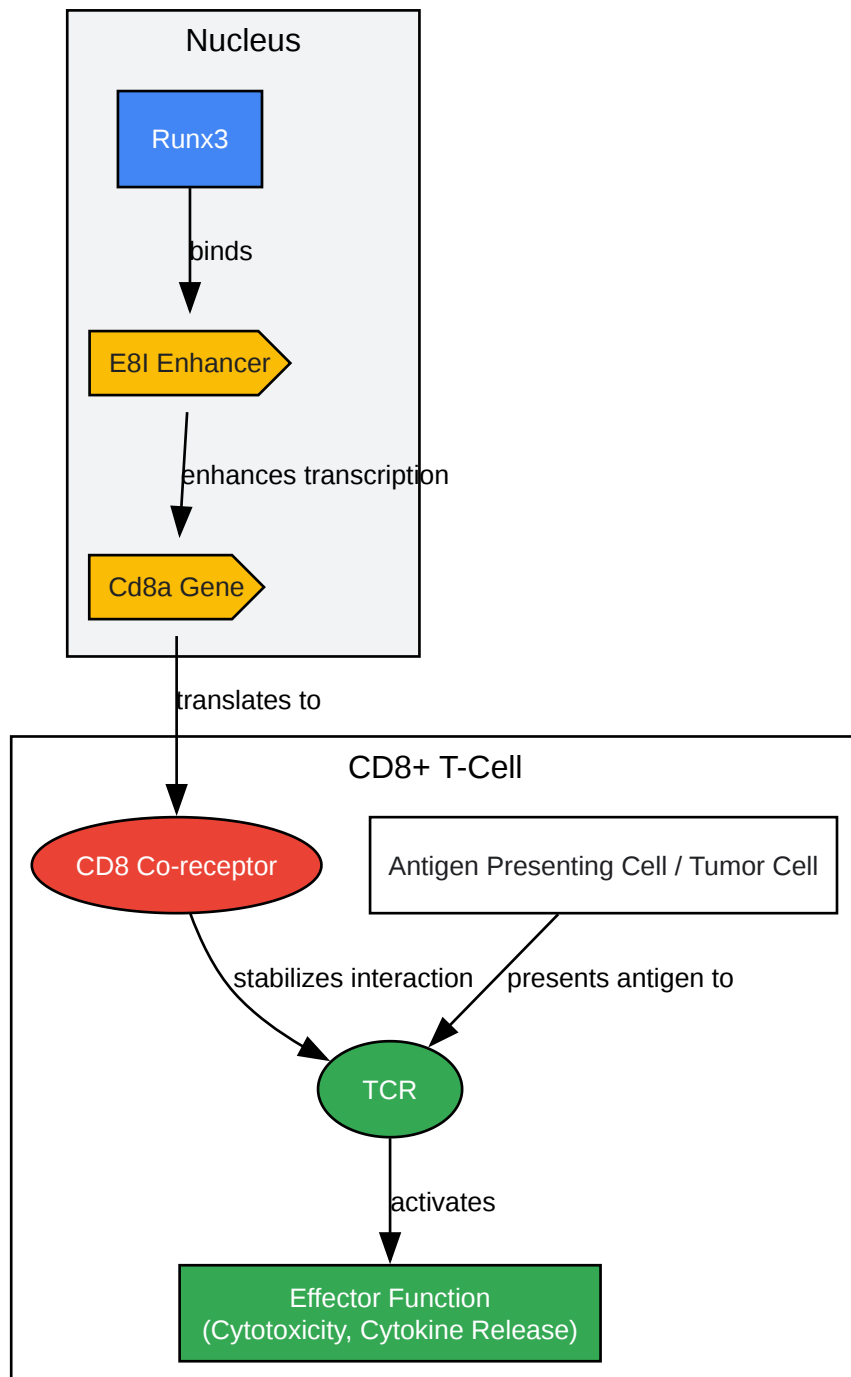 Nucleus
Runx3
binds
E8I Enhancer
enhances transcription
Cd8a Gene
translates to
CD8+ T-Cell
CD8 Co-receptor
Antigen Presenting Cell / Tumor Cell
stabilizes interaction
presents antigen to
TCR
activates
Effector Function
(Cytotoxicity, Cytokine Release)